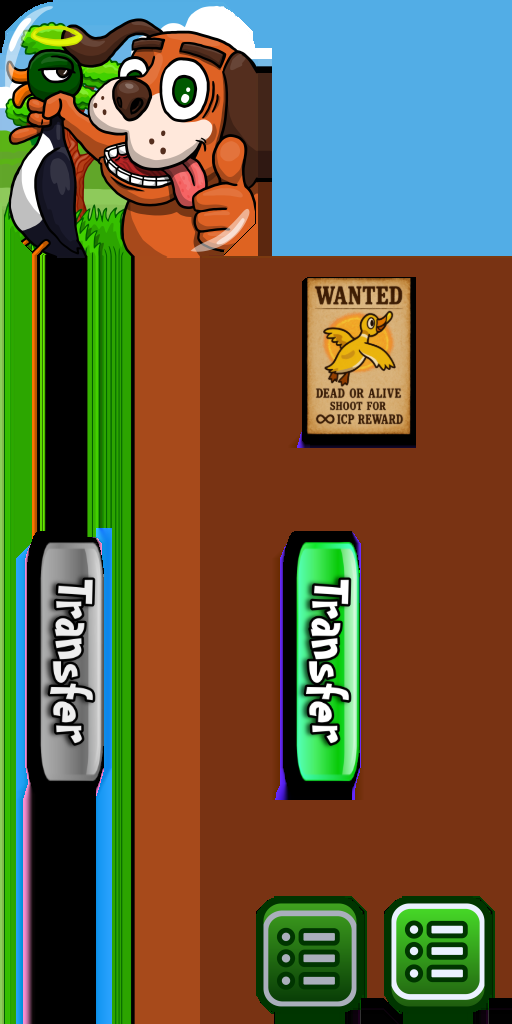 WANTED
DEAD OR ALIVE
SHOOT FOR
∞ ICP REWARD
Transfer
Transfer